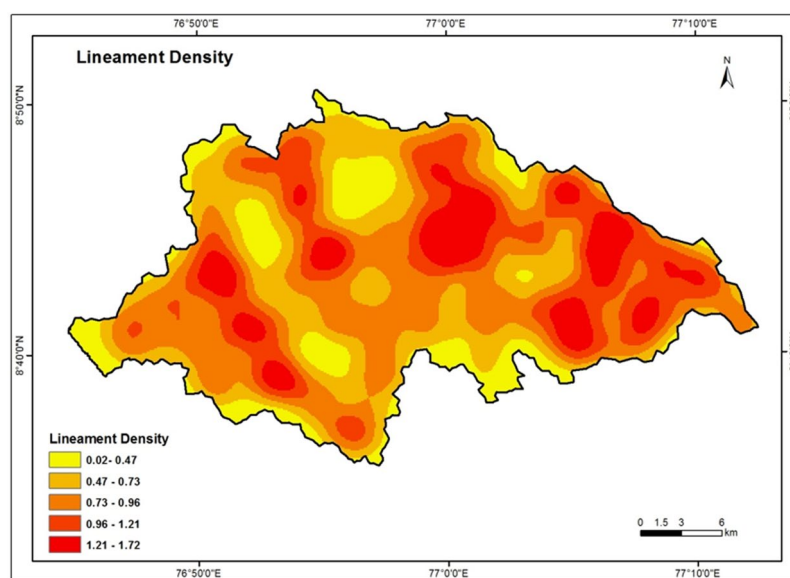 76°50'0"E 77°0'0"E 77°10'0"E
Lineament Density
N
8°50'0"N
8°40'0"N
Lineament Density
0.02- 0.47
0.47 - 0.73
0.73 - 0.96
0.96 - 1.21
1.21 - 1.72
0 1.5 3 6
km
76°50'0"E 77°0'0"E 77°10'0"E